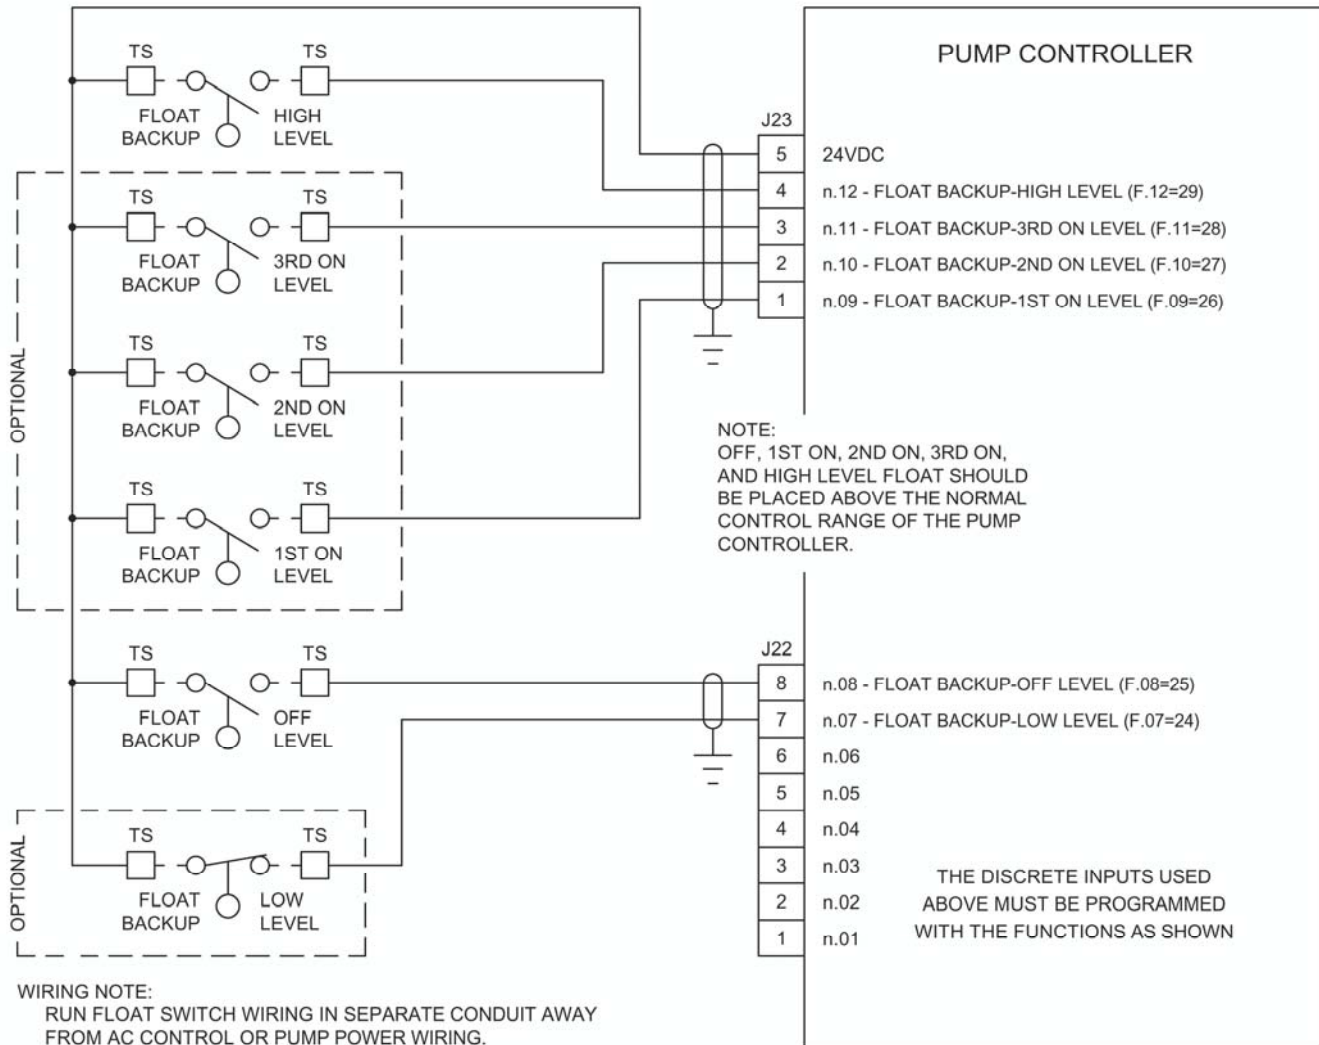 PUMP CONTROLLER
TS TS
FLOAT HIGH
BACKUP LEVEL
J23
5 24VDC
4 n.12 - FLOAT BACKUP-HIGH LEVEL (F.12=29)
3 n.11 - FLOAT BACKUP-3RD ON LEVEL (F.11=28)
2 n.10 - FLOAT BACKUP-2ND ON LEVEL (F.10=27)
1 n.09 - FLOAT BACKUP-1ST ON LEVEL (F.09=26)
OPTIONAL
TS TS
FLOAT 3RD ON
BACKUP LEVEL
TS TS
FLOAT 2ND ON
BACKUP LEVEL
TS TS
FLOAT 1ST ON
BACKUP LEVEL
NOTE:
OFF, 1ST ON, 2ND ON, 3RD ON,
AND HIGH LEVEL FLOAT SHOULD
BE PLACED ABOVE THE NORMAL
CONTROL RANGE OF THE PUMP
CONTROLLER.
TS TS
FLOAT OFF
BACKUP LEVEL
J22
8 n.08 - FLOAT BACKUP-OFF LEVEL (F.08=25)
7 n.07 - FLOAT BACKUP-LOW LEVEL (F.07=24)
6 n.06
5 n.05
4 n.04
3 n.03
2 n.02
1 n.01
OPTIONAL
TS TS
FLOAT LOW
BACKUP LEVEL
THE DISCRETE INPUTS USED
ABOVE MUST BE PROGRAMMED
WITH THE FUNCTIONS AS SHOWN
WIRING NOTE:
RUN FLOAT SWITCH WIRING IN SEPARATE CONDUIT AWAY
FROM AC CONTROL OR PUMP POWER WIRING.